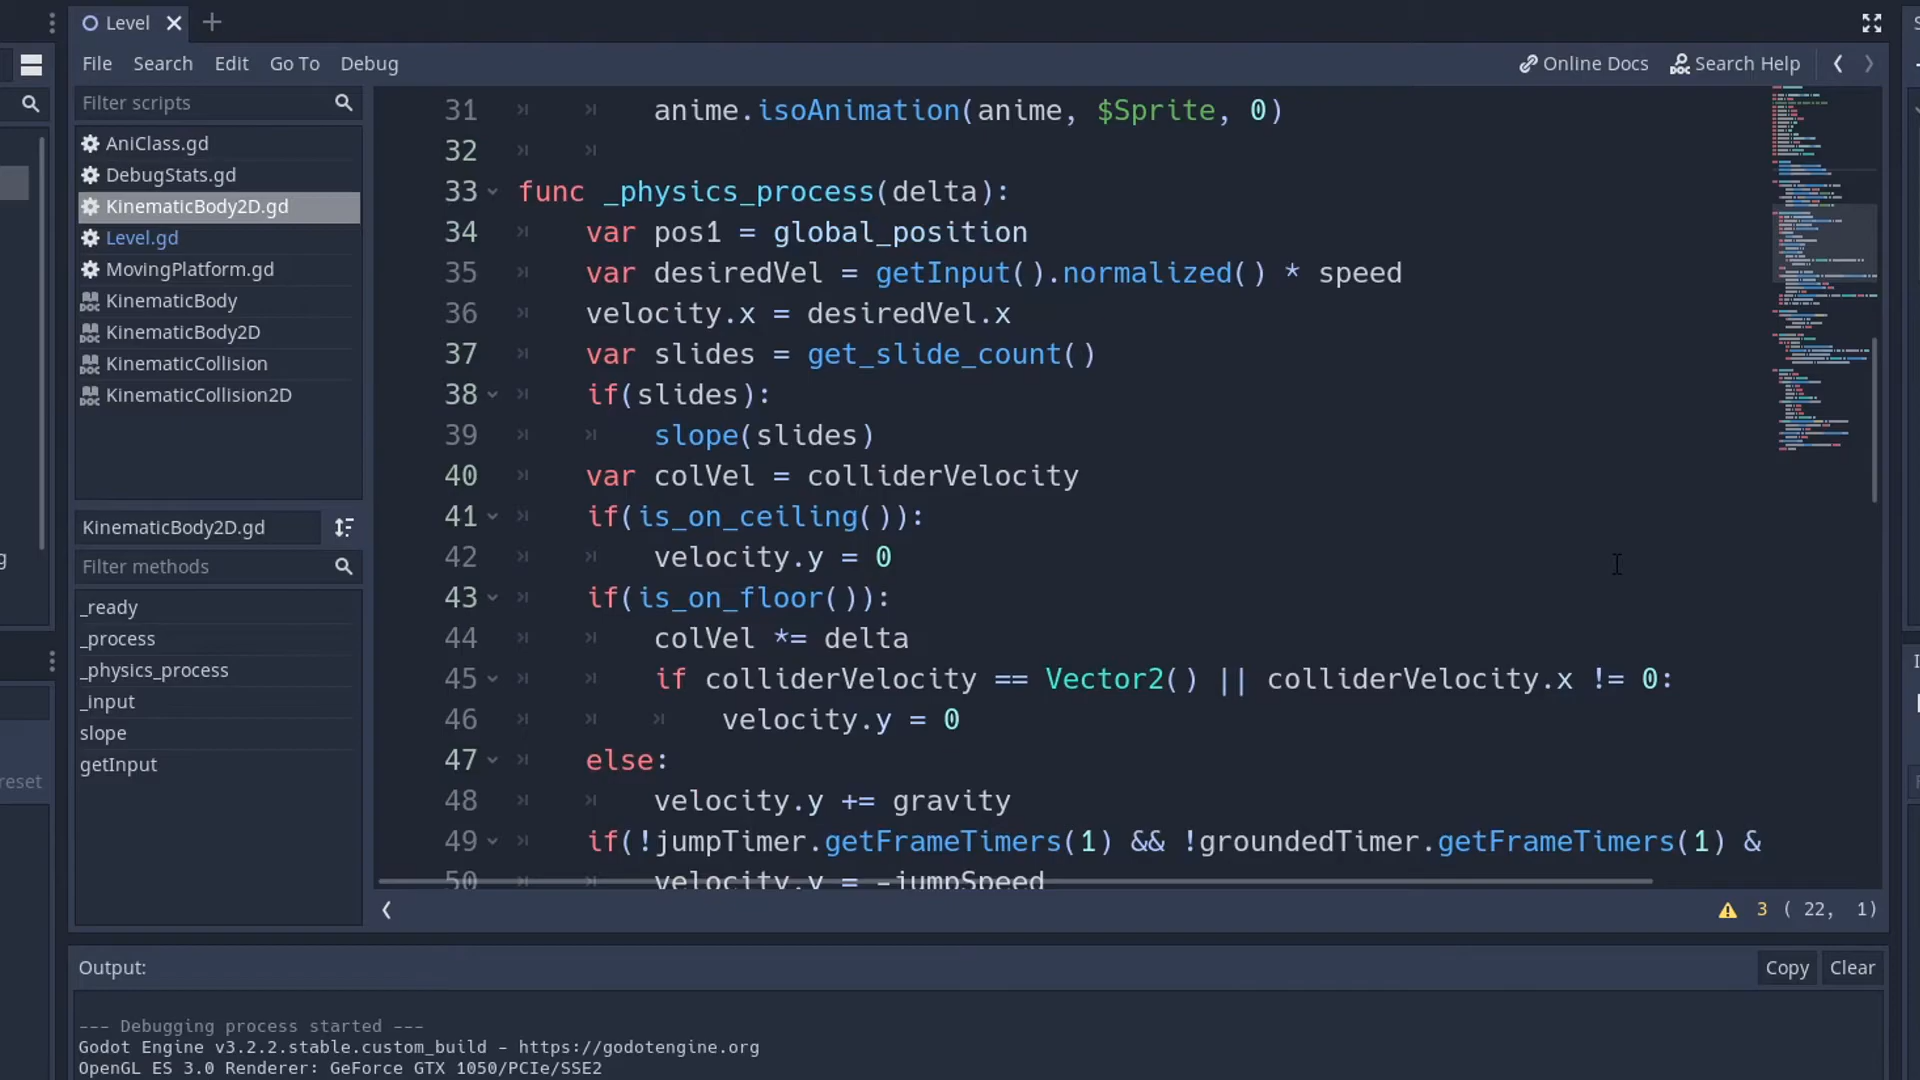 Level
File Search Edit Go To Debug
Online Docs Search Help
Filter scripts
AniClass.gd
DebugStats.gd
KinematicBody2D.gd
Level.gd
MovingPlatform.gd
KinematicBody
KinematicBody2D
KinematicCollision
KinematicCollision2D
KinematicBody2D.gd
Filter methods
_ready
_process
_physics_process
_input
slope
getInput
reset
31 anime.isoAnimation(anime, $Sprite, 0)
32
33 func _physics_process(delta):
34 var pos1 = global_position
35 var desiredVel = getInput().normalized() * speed
36 velocity.x = desiredVel.x
37 var slides = get_slide_count()
38 if(slides):
39 slope(slides)
40 var colVel = colliderVelocity
41 if(is_on_ceiling()):
42 velocity.y = 0
43 if(is_on_floor()):
44 colVel *= delta
45 if colliderVelocity == Vector2() || colliderVelocity.x != 0:
46 velocity.y = 0
47 else:
48 velocity.y += gravity
49 if(!jumpTimer.getFrameTimers(1) && !groundedTimer.getFrameTimers(1) &
50 velocity.y = -jumpSpeed
3 ( 22, 1)
Output:
Copy Clear
--- Debugging process started ---
Godot Engine v3.2.2.stable.custom_build - https://godotengine.org
OpenGL ES 3.0 Renderer: GeForce GTX 1050/PCIe/SSE2